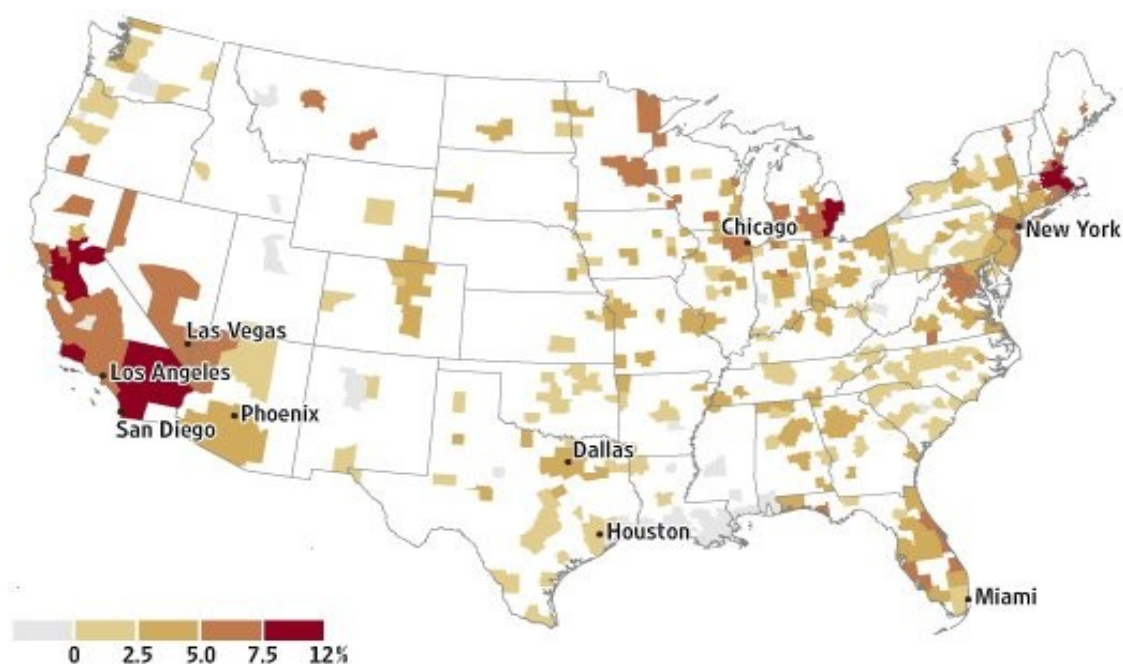 Chicago
New York
Las Vegas
Los Angeles
Phoenix
San Diego
Dallas
Houston
Miami
0 2.5 5.0 7.5 12%